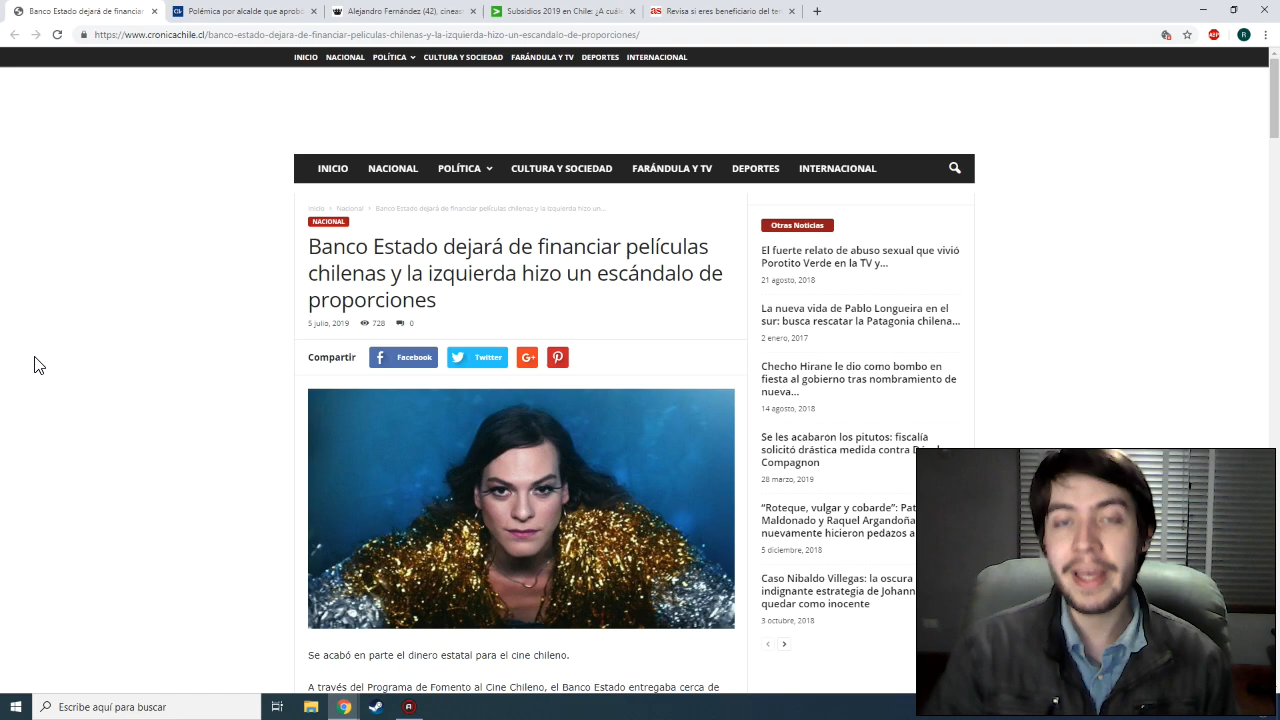 Banco Estado dejará de financiar
Polémica por alcalde que aprobó
Alejandro Fernández (42), cineast
Subsidios 2019 en Chile: ¿A cuále
Revisa si eres beneficiario del ter
https://www.cronicachile.cl/banco-estado-dejara-de-financiar-peliculas-chilenas-y-la-izquierda-hizo-un-escandalo-de-proporciones/
ABP
R
INICIO NACIONAL POLÍTICA CULTURA Y SOCIEDAD FARÁNDULA Y TV DEPORTES INTERNACIONAL
INICIO NACIONAL POLÍTICA CULTURA Y SOCIEDAD FARÁNDULA Y TV DEPORTES INTERNACIONAL
Inicio > Nacional > Banco Estado dejará de financiar películas chilenas y la izquierda hizo un...
NACIONAL
Banco Estado dejará de financiar películas
chilenas y la izquierda hizo un escándalo de
proporciones
5 julio, 2019 728 0
Compartir Facebook Twitter G+
Se acabó en parte el dinero estatal para el cine chileno.
A través del Programa de Fomento al Cine Chileno, el Banco Estado entregaba cerca de
Otras Noticias
El fuerte relato de abuso sexual que vivió
Porotito Verde en la TV y...
21 agosto, 2018
La nueva vida de Pablo Longueira en el
sur: busca rescatar la Patagonia chilena...
2 enero, 2017
Checho Hirane le dio como bombo en
fiesta al gobierno tras nombramiento de
nueva...
14 agosto, 2018
Se les acabaron los pitutos: fiscalía
solicitó drástica medida contra
Compagnon
28 marzo, 2019
“Roteque, vulgar y cobarde”: Pat
Maldonado y Raquel Argandoña
nuevamente hicieron pedazos a
5 diciembre, 2018
Caso Nibaldo Villegas: la oscura
indignante estrategia de Johann
quedar como inocente
3 octubre, 2018
Escribe aquí para buscar